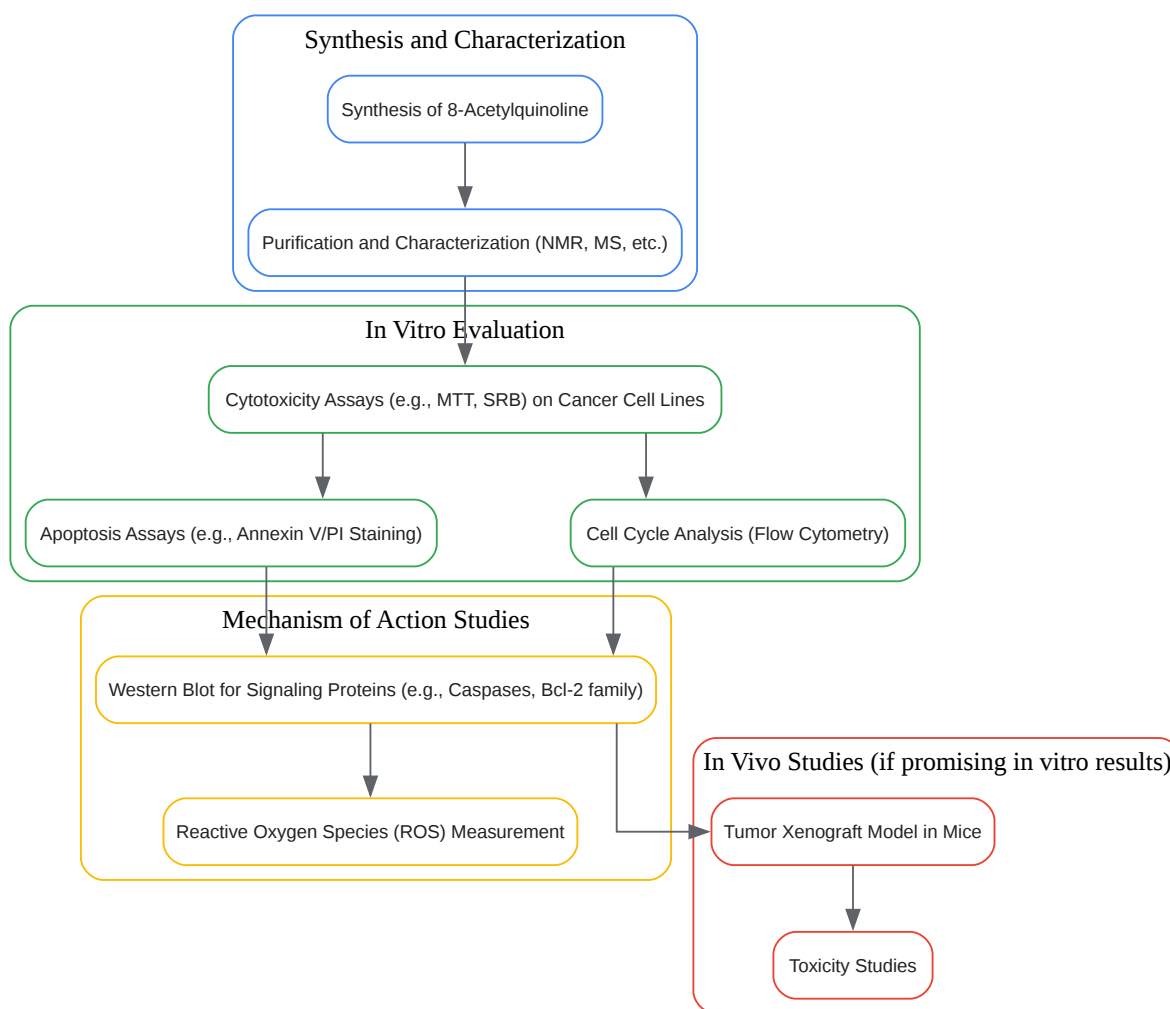 Synthesis and Characterization
Synthesis of 8-Acetylquinoline
Purification and Characterization (NMR, MS, etc.)
In Vitro Evaluation
Cytotoxicity Assays (e.g., MTT, SRB) on Cancer Cell Lines
Apoptosis Assays (e.g., Annexin V/PI Staining)
Cell Cycle Analysis (Flow Cytometry)
Mechanism of Action Studies
Western Blot for Signaling Proteins (e.g., Caspases, Bcl-2 family)
Reactive Oxygen Species (ROS) Measurement
In Vivo Studies (if promising in vitro results)
Tumor Xenograft Model in Mice
Toxicity Studies